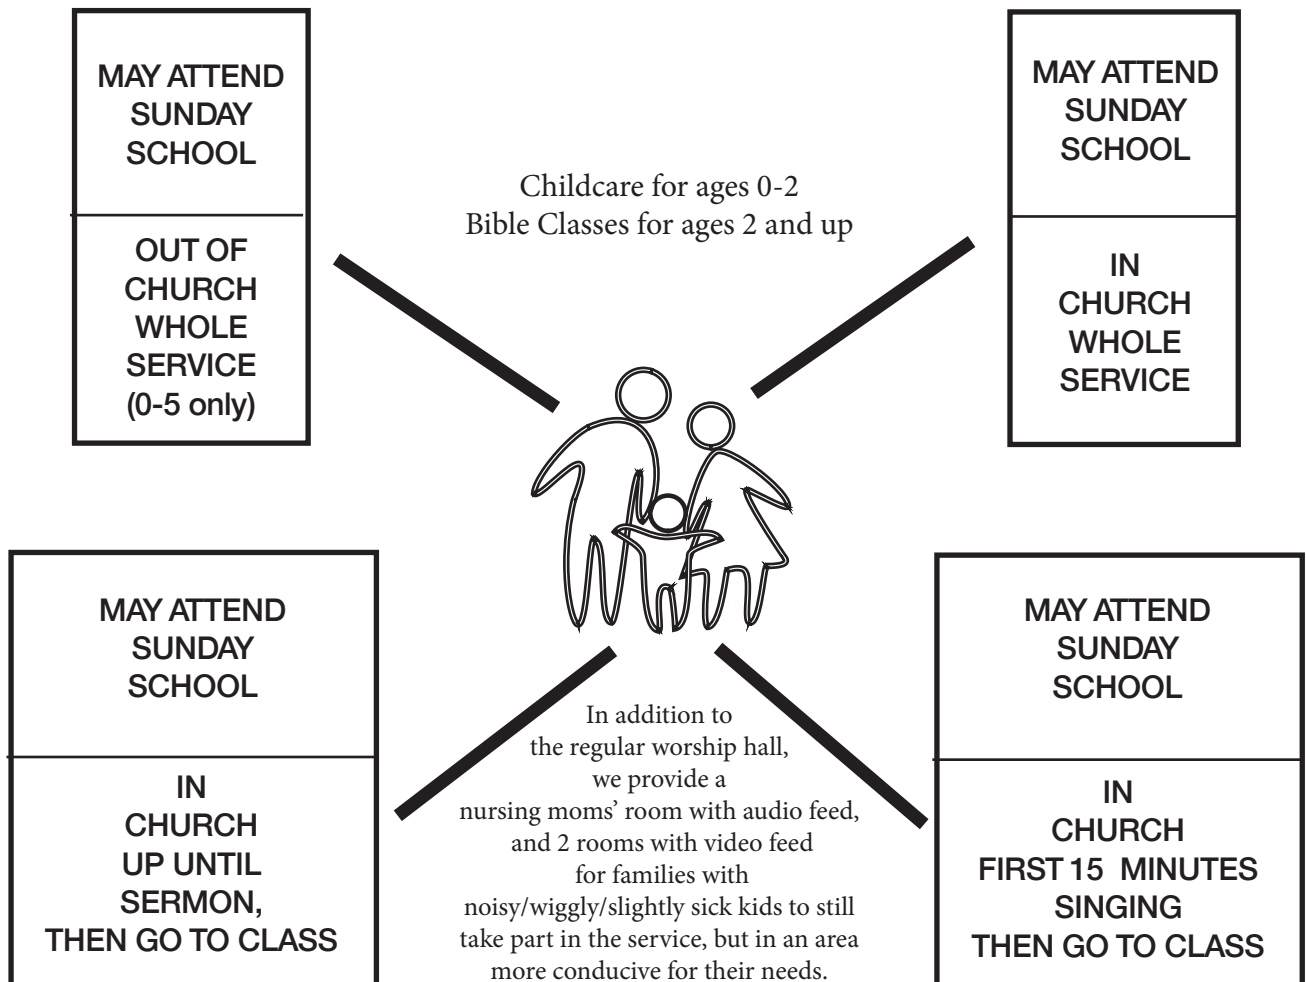 MAY ATTEND
SUNDAY
SCHOOL
OUT OF
CHURCH
WHOLE
SERVICE
(0-5 only)
Childcare for ages 0-2
Bible Classes for ages 2 and up
MAY ATTEND
SUNDAY
SCHOOL
IN
CHURCH
WHOLE
SERVICE
MAY ATTEND
SUNDAY
SCHOOL
IN
CHURCH
UP UNTIL
SERMON,
THEN GO TO CLASS
In addition to
the regular worship hall,
we provide a
nursing moms’ room with audio feed,
and 2 rooms with video feed
for families with
noisy/wiggly/slightly sick kids to still
take part in the service, but in an area
more conducive for their needs.
MAY ATTEND
SUNDAY
SCHOOL
IN
CHURCH
FIRST 15 MINUTES
SINGING
THEN GO TO CLASS